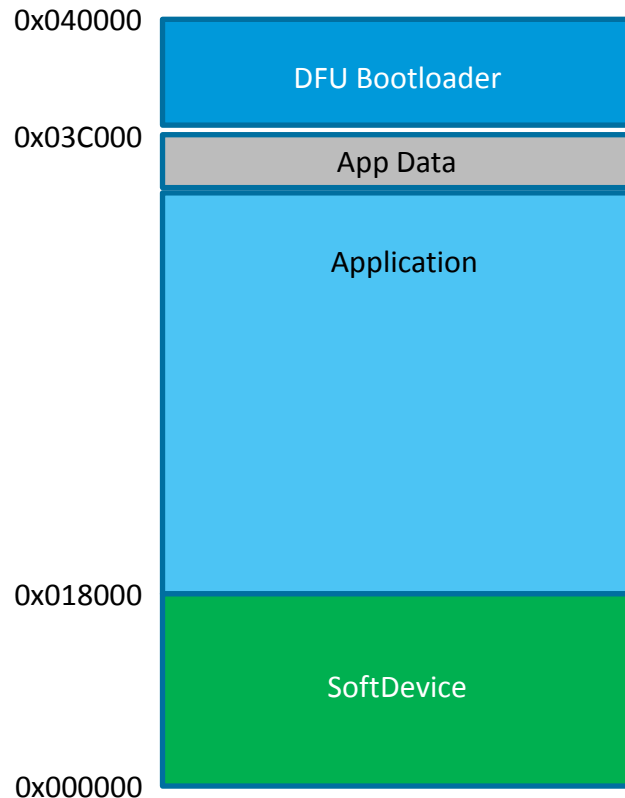 0x040000
DFU Bootloader
0x03C000
App Data
Application
0x018000
SoftDevice
0x000000